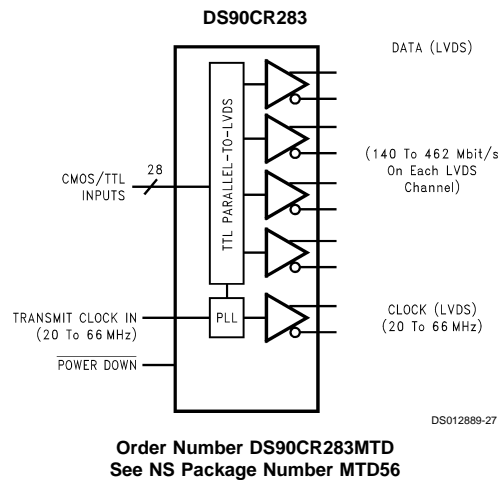 DS90CR283
DATA (LVDS)
TTL PARALLEL-TO-LVDS
28
CMOS/TTL
INPUTS
(140 To 462 Mbit/s
On Each LVDS
Channel)
TRANSMIT CLOCK IN
(20 To 66 MHz)
PLL
CLOCK (LVDS)
(20 To 66 MHz)
POWER DOWN
DS012889-27
Order Number DS90CR283MTD
See NS Package Number MTD56